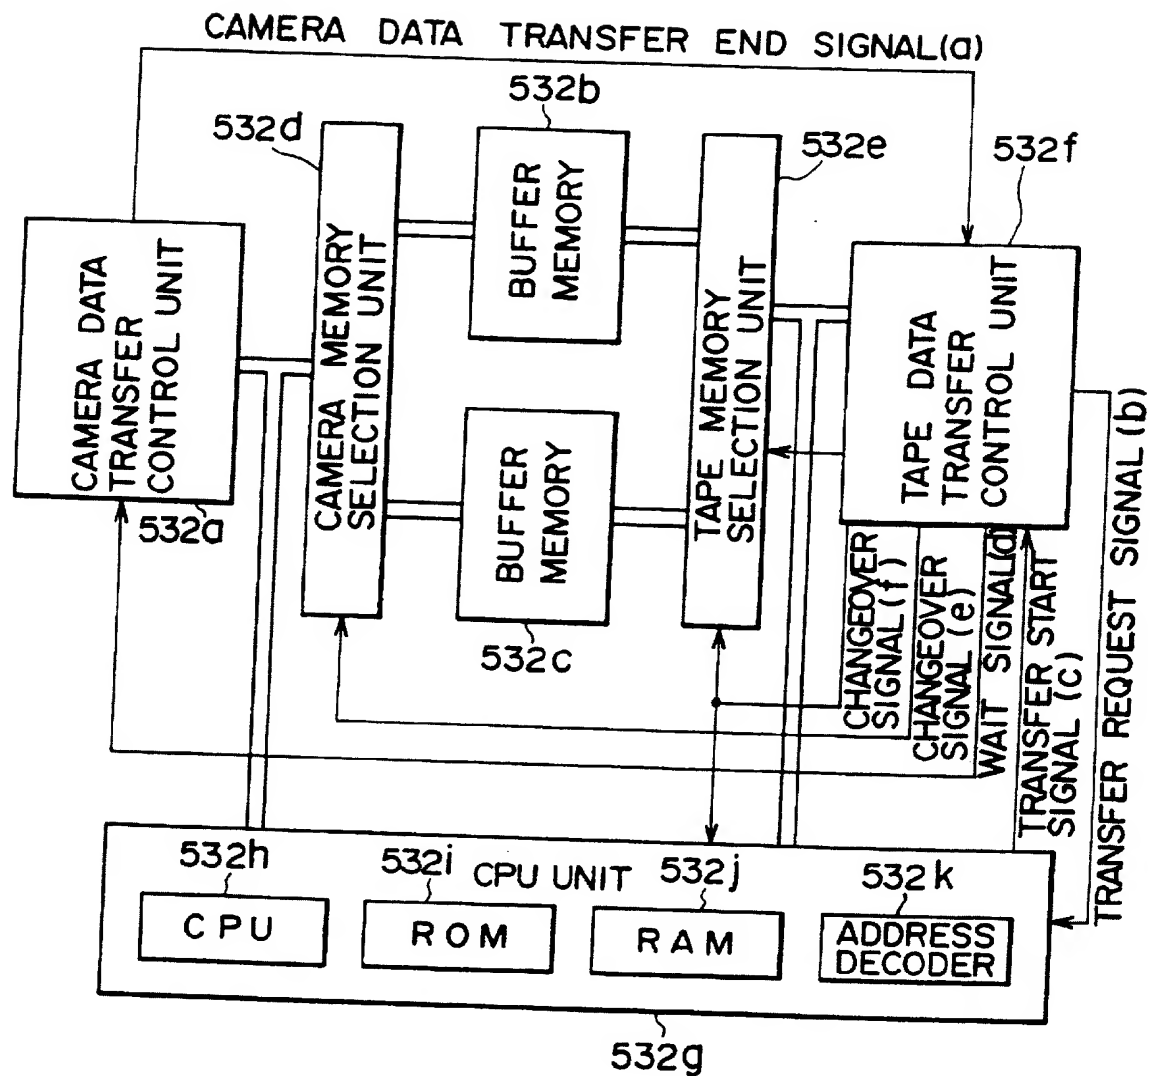 CAMERA DATA TRANSFER END SIGNAL(a)
532b
532d
532e
532f
CAMERA DATA
TRANSFER
CONTROL UNIT
532a
CAMERA MEMORY
SELECTION UNIT
BUFFER
MEMORY
BUFFER
MEMORY
532c
TAPE MEMORY
SELECTION UNIT
TAPE DATA
TRANSFER
CONTROL UNIT
CHANGEOVER
SIGNAL(f)
CHANGEOVER
SIGNAL(e)
WAIT SIGNAL(d)
TRANSFER START
SIGNAL(c)
TRANSFER REQUEST SIGNAL(b)
532h
532i
CPU UNIT
532j
532k
CPU
ROM
RAM
ADDRESS
DECODER
532g